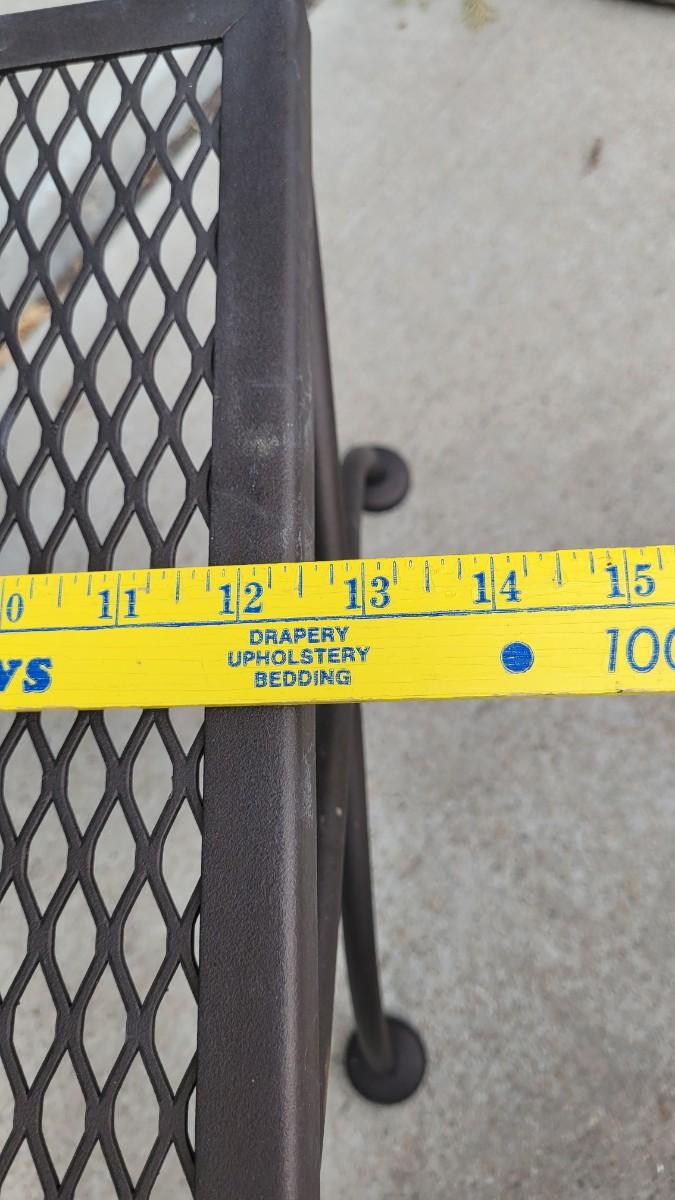 0 11 12 13 14 15
DRAPERY
UPHOLSTERY
BEDDING
100